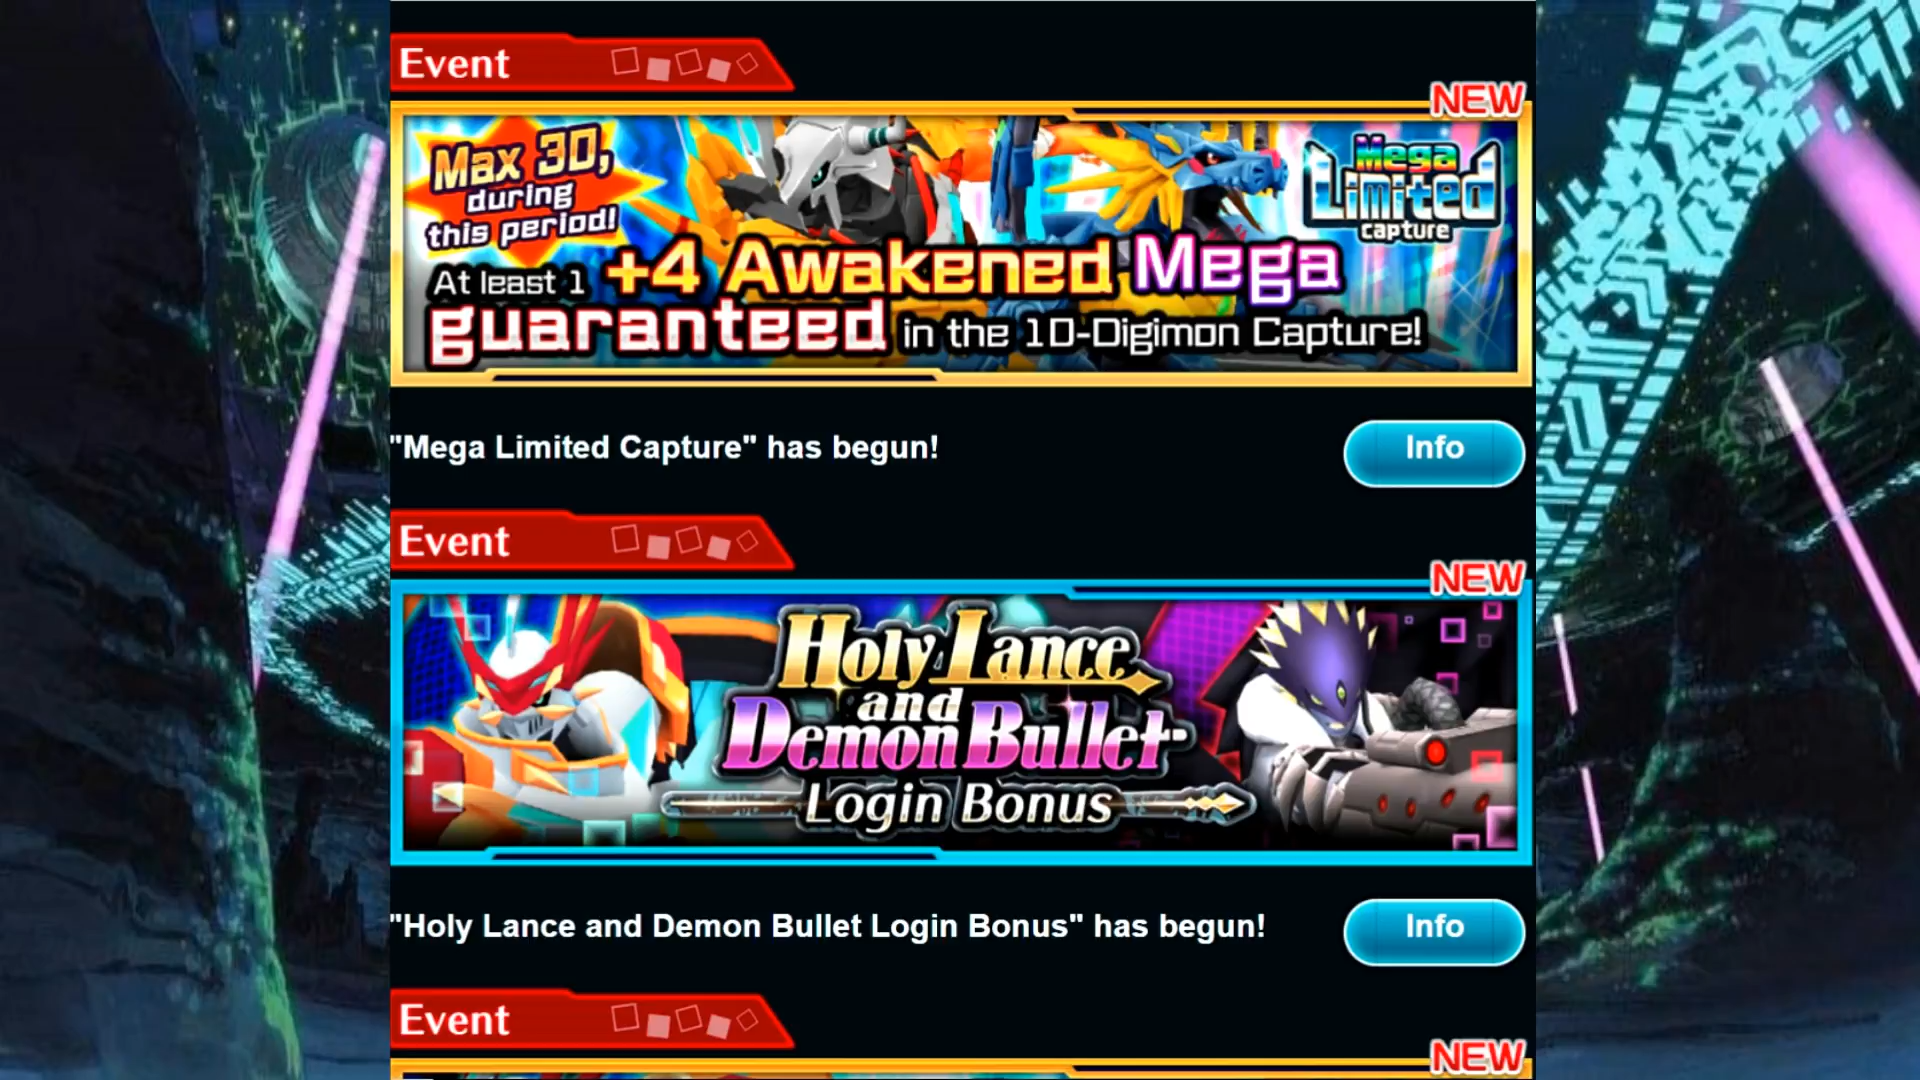 Event
NEW
Max 30,
during
this period!
Mega
Limited
capture
At least 1 +4 Awakened Mega
guaranteed in the 10-Digimon Capture!
"Mega Limited Capture" has begun!
Info
Event
NEW
Holy Lance
and
Demon Bullet
Login Bonus
"Holy Lance and Demon Bullet Login Bonus" has begun!
Info
Event
NEW